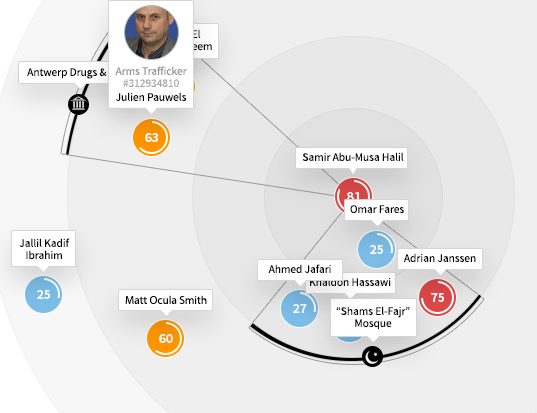 El
eem
Antwerp Drugs &
Arms Trafficker
#312934810
Julien Pauwels
63
Samir Abu-Musa Halil
81
Omar Fares
25
Jallil Kadif
Ibrahim
25
Adrian Janssen
75
Ahmed Jafari
27
Khaldon Hassawi
"Shams El-Fajr"
Mosque
Matt Ocula Smith
60